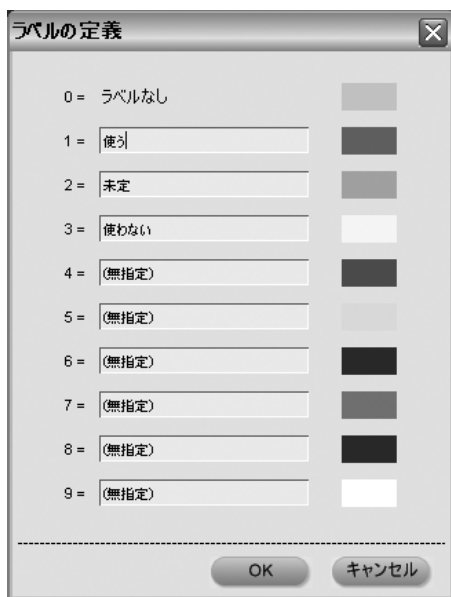 ラベルの定義
0 = ラベルなし
1 = 使う
2 = 未定
3 = 使わない
4 = (無指定)
5 = (無指定)
6 = (無指定)
7 = (無指定)
8 = (無指定)
9 = (無指定)
OK キャンセル